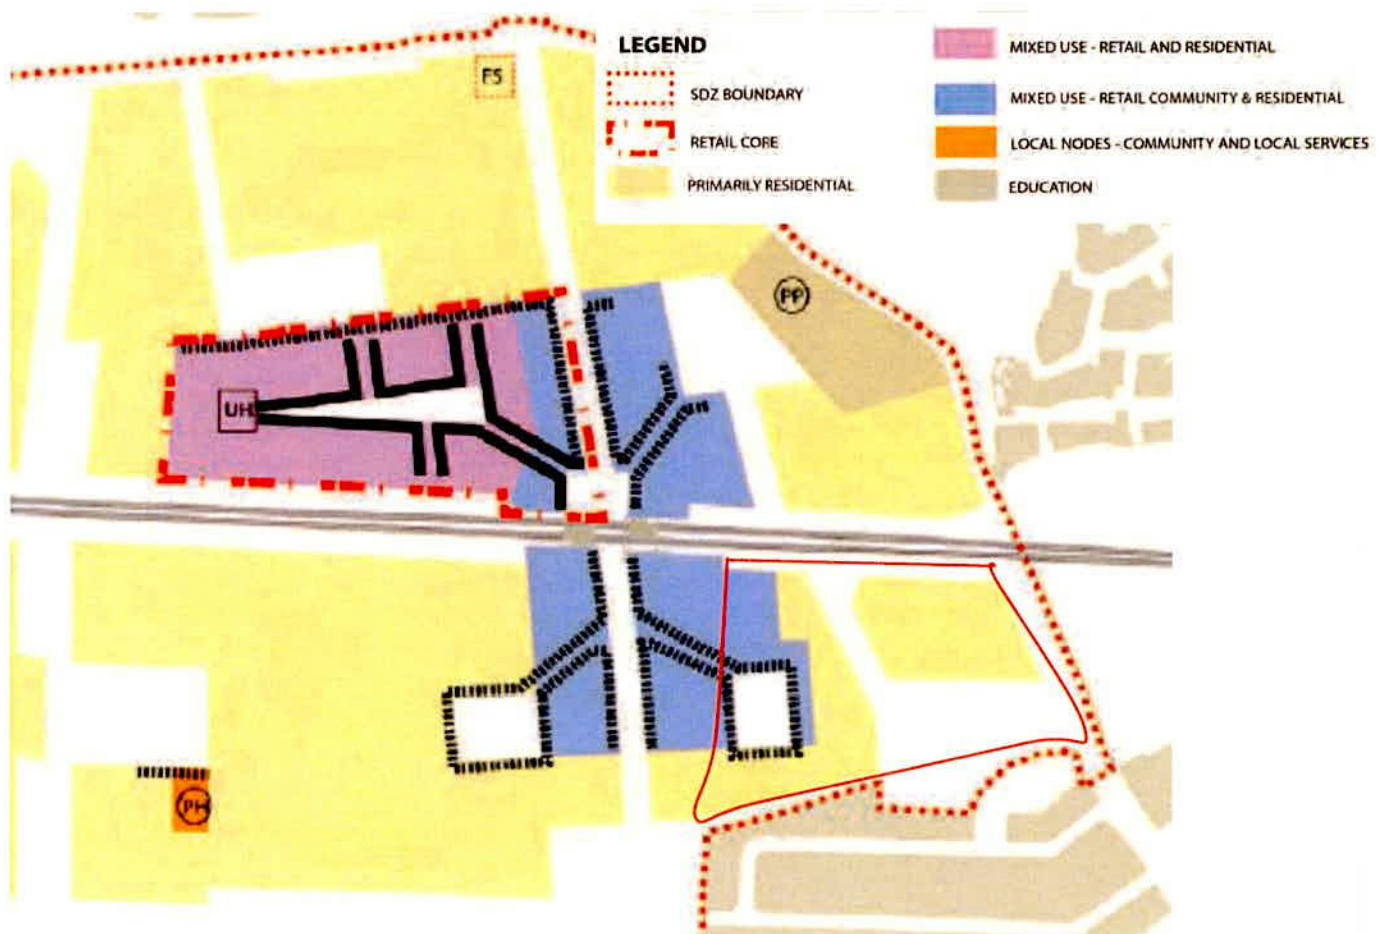 LEGEND
SDZ BOUNDARY
RETAIL CORE
PRIMARILY RESIDENTIAL
MIXED USE - RETAIL AND RESIDENTIAL
MIXED USE - RETAIL COMMUNITY & RESIDENTIAL
LOCAL NODES - COMMUNITY AND LOCAL SERVICES
EDUCATION
FS
PP
UH
PH